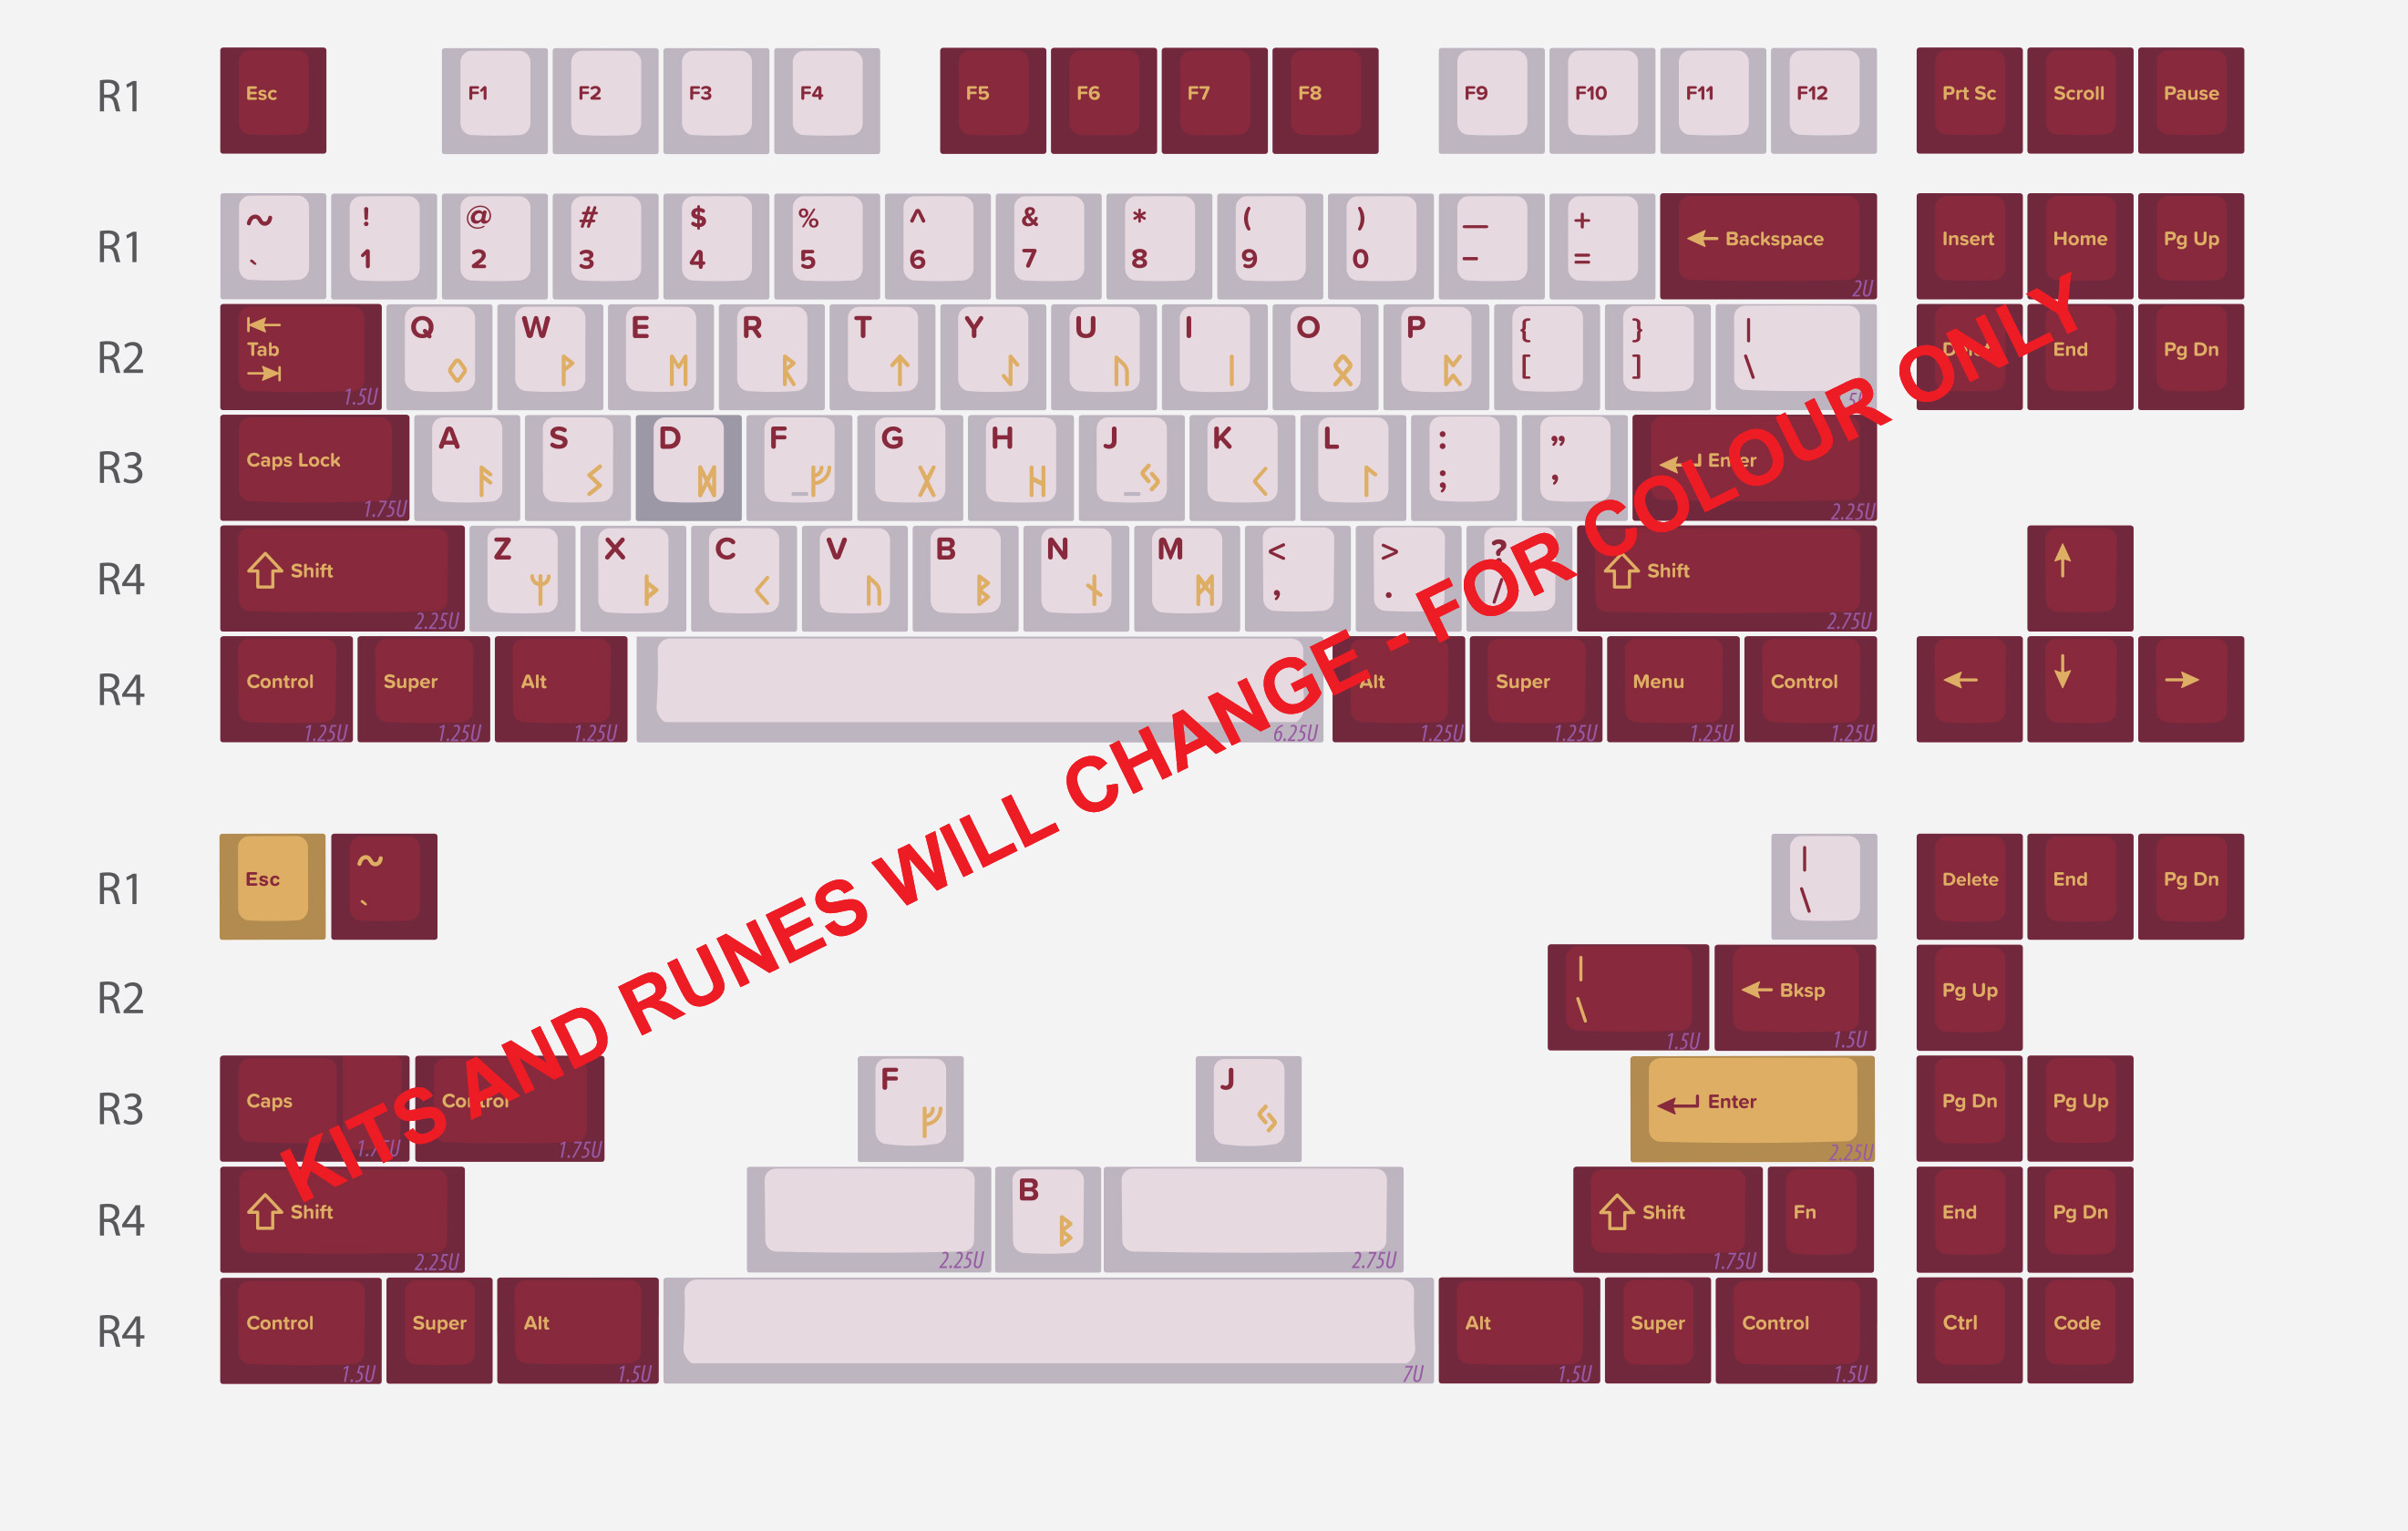 R1 Esc F1 F2 F3 F4 F5 F6 F7 F8 F9 F10 F11 F12 Prt Sc Scroll Pause
R1 ~ ` ! 1 @ 2 # 3 $ 4 % 5 ^ 6 & 7 * 8 ( 9 ) 0 — - + = ← Backspace 2U Insert Home Pg Up
R2 Tab 1.5U Q ᛜ W ᚹ E ᛖ R ᚱ T ᛏ Y ᛇ U ᚢ I ᛁ O ᛟ P ᛈ { [ } ] | \ Delete End Pg Dn
R3 Caps Lock 1.75U A ᚨ S ᛊ D ᛞ F _ᚠ G X H ᚺ J _ᛃ K ᚲ L ᛚ : ; ” ’ Enter 2.25U
R4 Shift 2.25U Z ᛉ X ᚦ C ᚲ V ᚢ B ᛒ N ᚾ M ᛗ < , > . ? / Shift 2.75U ↑
R4 Control 1.25U Super 1.25U Alt 1.25U 6.25U Alt 1.25U Super 1.25U Menu 1.25U Control 1.25U ← ↓ →
KITS AND RUNES WILL CHANGE - FOR COLOUR ONLY
R1 Esc ~ ` | \ Delete End Pg Dn
R2 | \ 1.5U ← Bksp 1.5U Pg Up
R3 Caps 1.75U Control 1.75U F ᚠ J ᛃ Enter 2.25U Pg Dn Pg Up
R4 Shift 2.25U 2.25U B ᛒ 2.75U Shift 1.75U Fn End Pg Dn
R4 Control 1.5U Super Alt 1.5U 7U Alt 1.5U Super Control 1.5U Ctrl Code